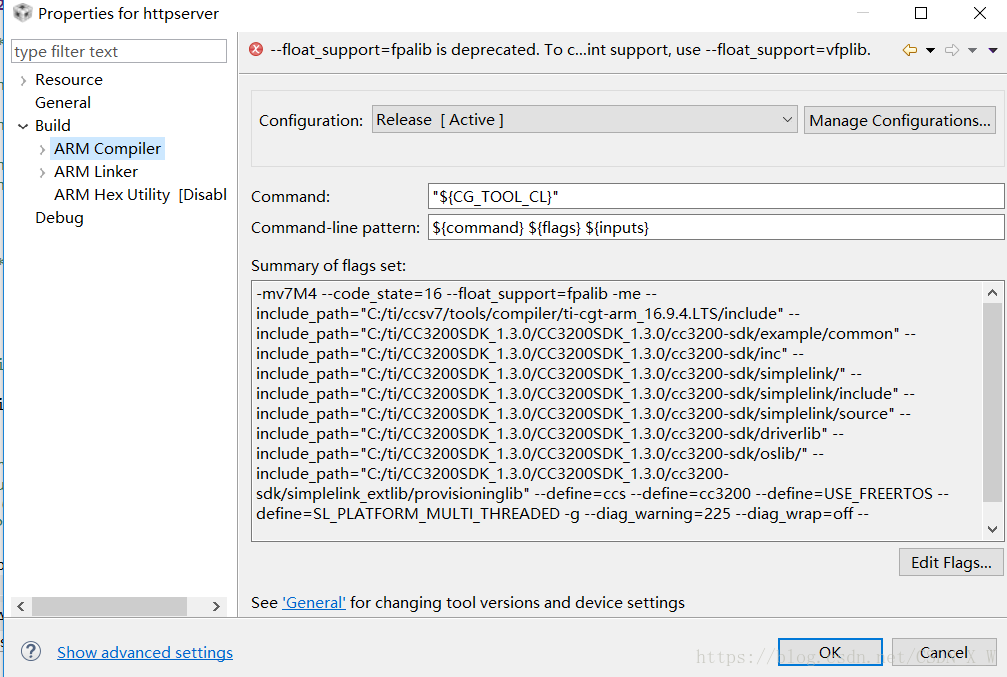 Properties for httpserver
type filter text
--float_support=fpalib is deprecated. To c...int support, use --float_support=vfplib.
Resource
General
Build
ARM Compiler
ARM Linker
ARM Hex Utility [Disabl
Debug
Configuration:
Release [ Active ]
Manage Configurations...
Command:
"${CG_TOOL_CL}"
Command-line pattern:
${command} ${flags} ${inputs}
Summary of flags set:
-mv7M4 --code_state=16 --float_support=fpalib -me --
include_path="C:/ti/ccsv7/tools/compiler/ti-cgt-arm_16.9.4.LTS/include" --
include_path="C:/ti/CC3200SDK_1.3.0/CC3200SDK_1.3.0/cc3200-sdk/example/common" --
include_path="C:/ti/CC3200SDK_1.3.0/CC3200SDK_1.3.0/cc3200-sdk/inc" --
include_path="C:/ti/CC3200SDK_1.3.0/CC3200SDK_1.3.0/cc3200-sdk/simplelink/" --
include_path="C:/ti/CC3200SDK_1.3.0/CC3200SDK_1.3.0/cc3200-sdk/simplelink/include" --
include_path="C:/ti/CC3200SDK_1.3.0/CC3200SDK_1.3.0/cc3200-sdk/simplelink/source" --
include_path="C:/ti/CC3200SDK_1.3.0/CC3200SDK_1.3.0/cc3200-sdk/driverlib" --
include_path="C:/ti/CC3200SDK_1.3.0/CC3200SDK_1.3.0/cc3200-sdk/oslib/" --
include_path="C:/ti/CC3200SDK_1.3.0/CC3200SDK_1.3.0/cc3200-
sdk/simplelink_extlib/provisioninglib" --define=ccs --define=cc3200 --define=USE_FREERTOS --
define=SL_PLATFORM_MULTI_THREADED -g --diag_warning=225 --diag_wrap=off --
Edit Flags...
See 'General' for changing tool versions and device settings
Show advanced settings
OK
Cancel